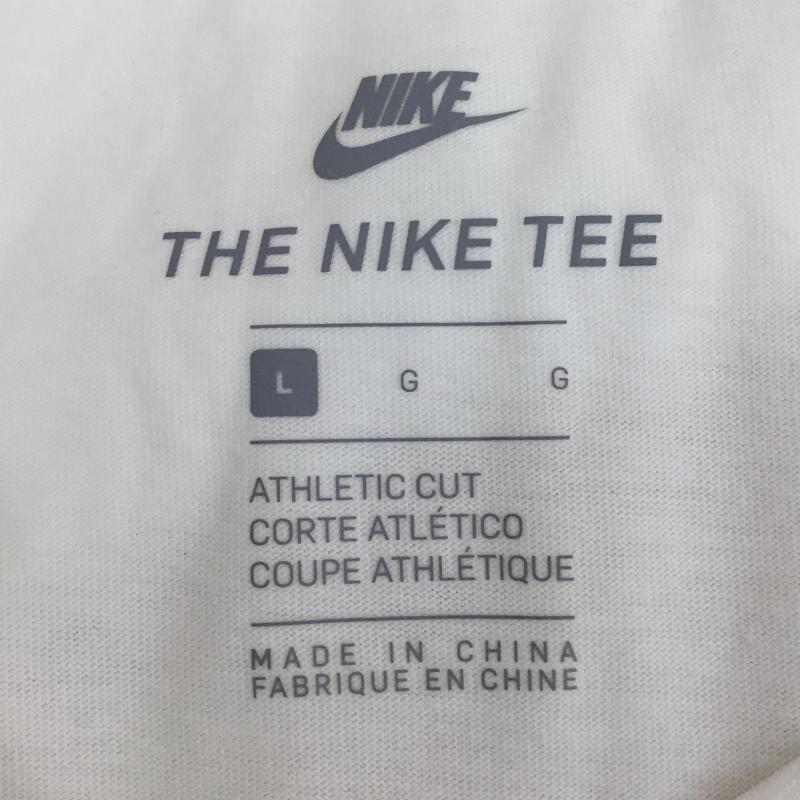 NIKE
THE NIKE TEE
L G G
ATHLETIC CUT
CORTE ATLÉTICO
COUPE ATHLÉTIQUE
MADE IN CHINA
FABRIQUE EN CHINE